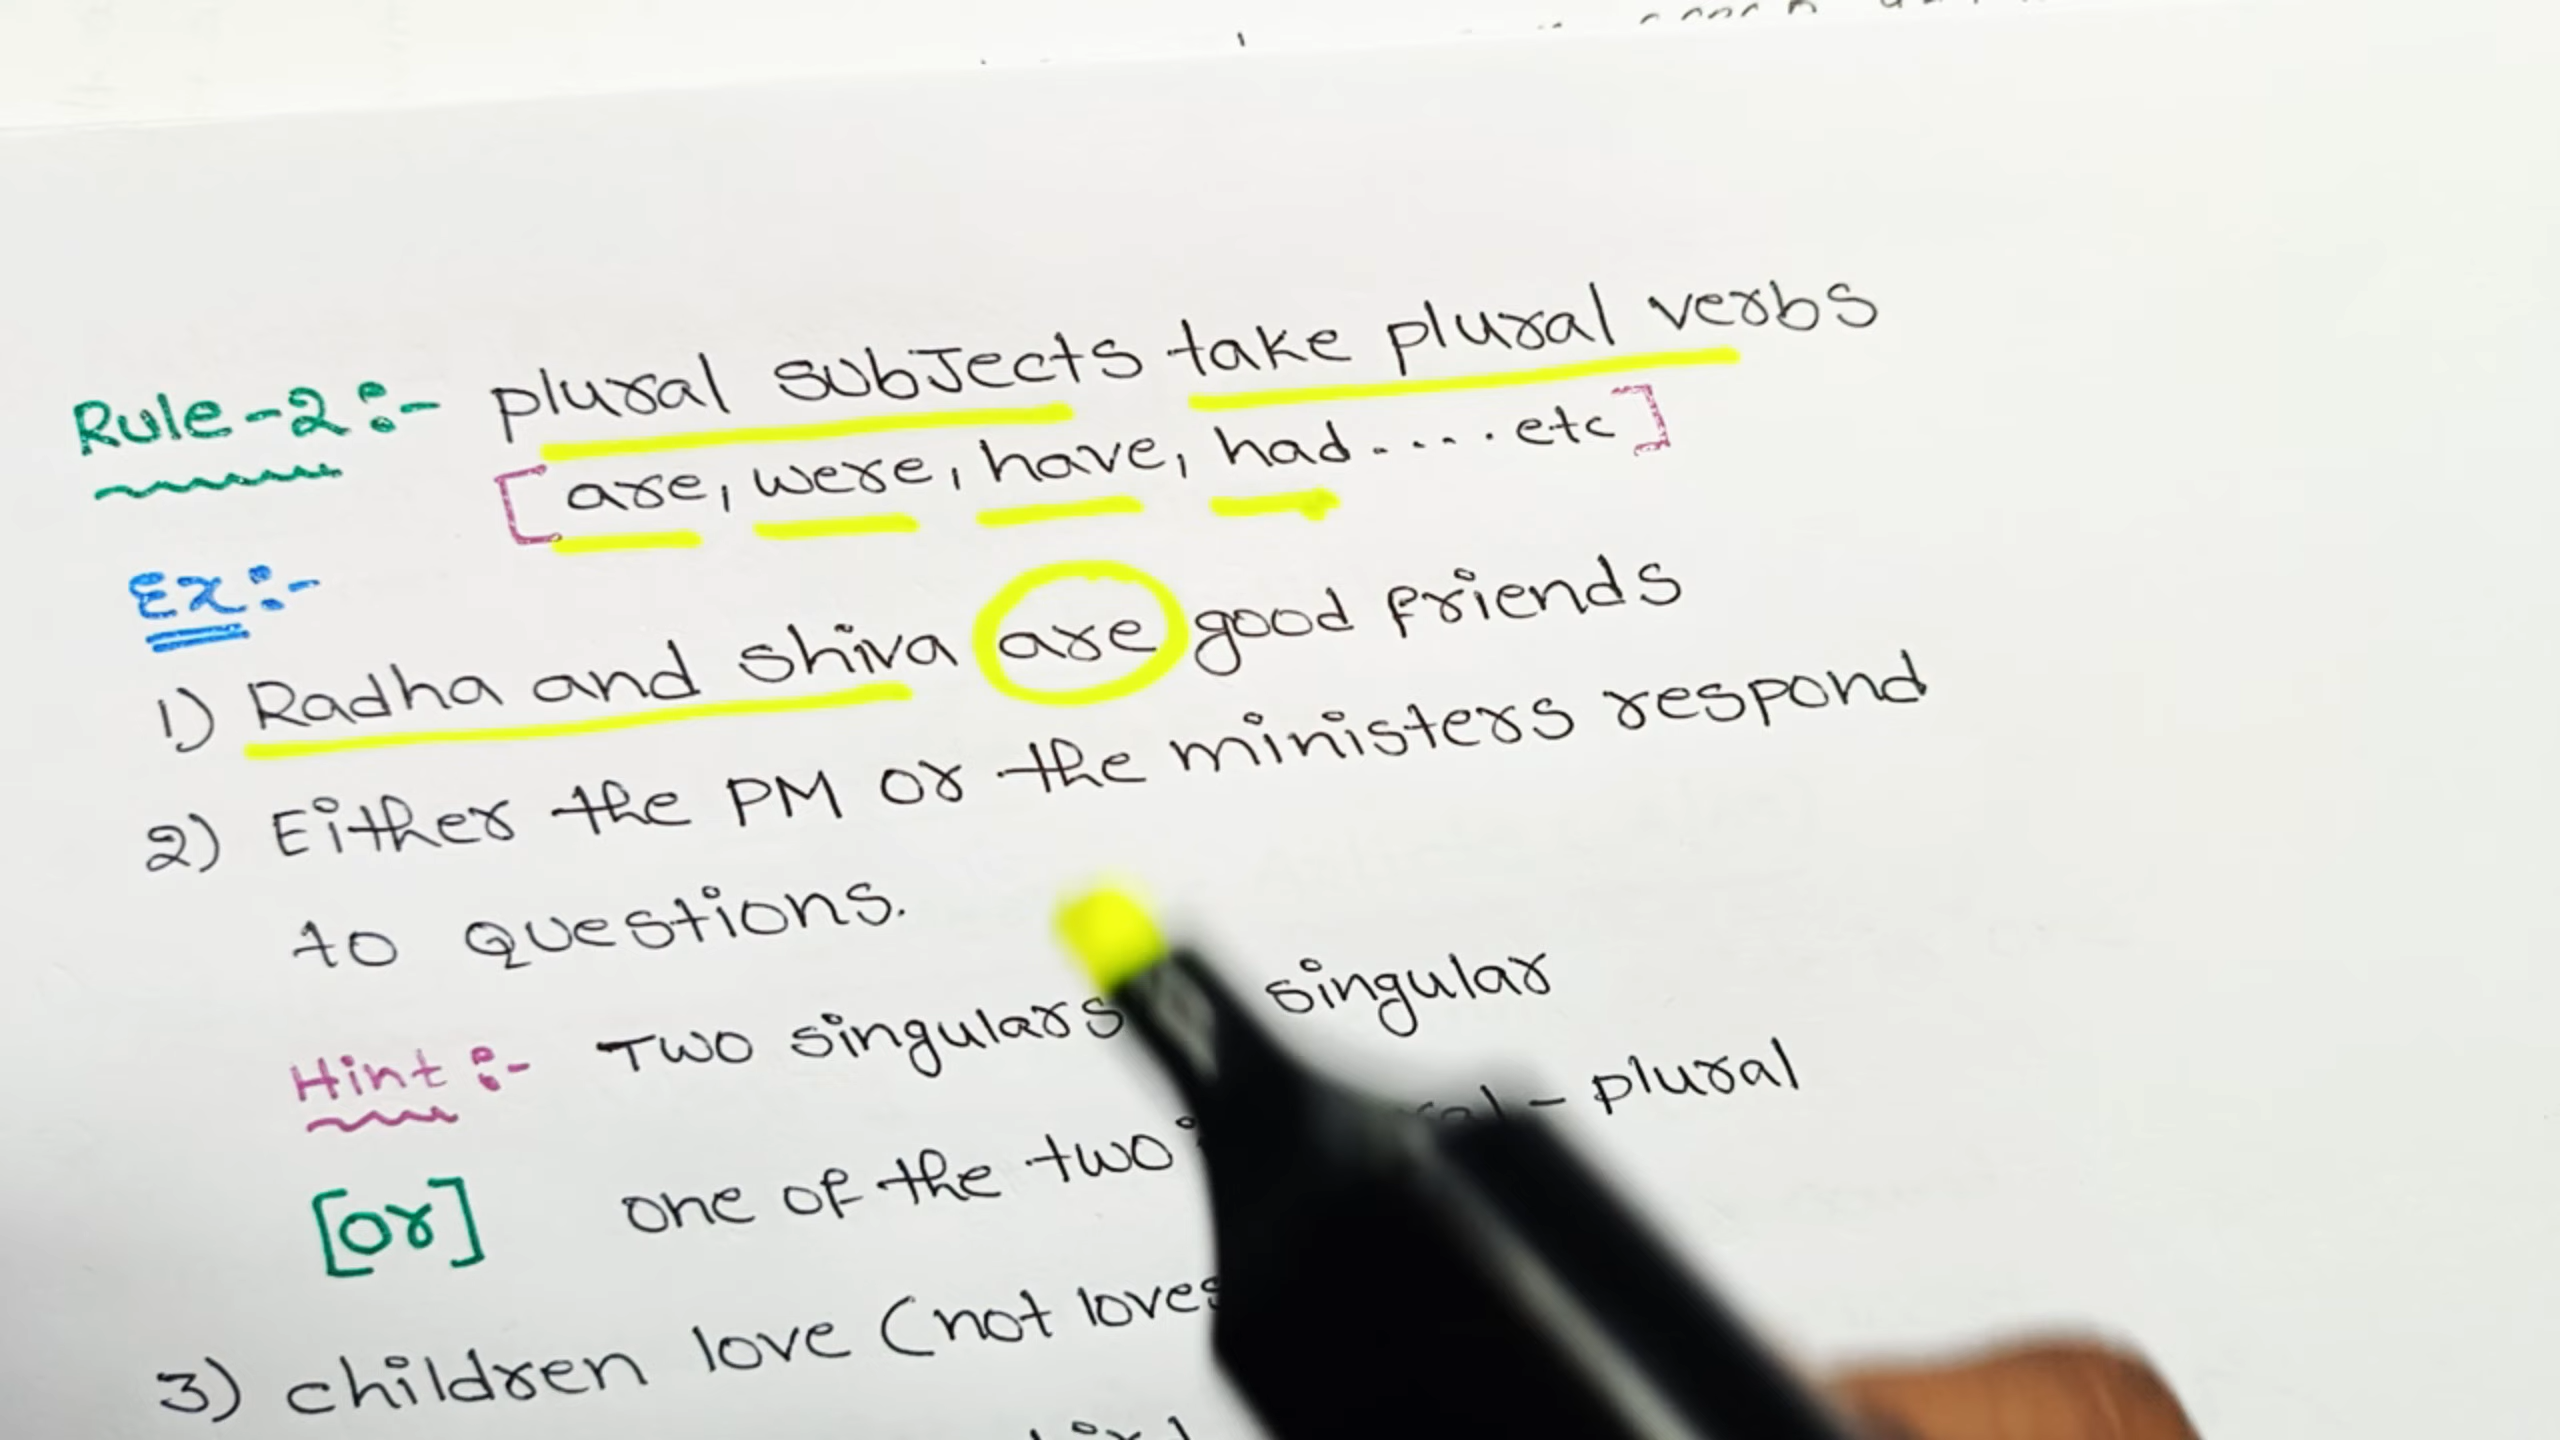 Rule-2:- plural subjects take plural verbs
[are, were, have, had.... etc]
Ex:-
1) Radha and shiva are good friends
2) Either the PM or the ministers respond
to questions.
Hint:- Two singulars singular
[or] one of the two - plural
3) children love (not loves